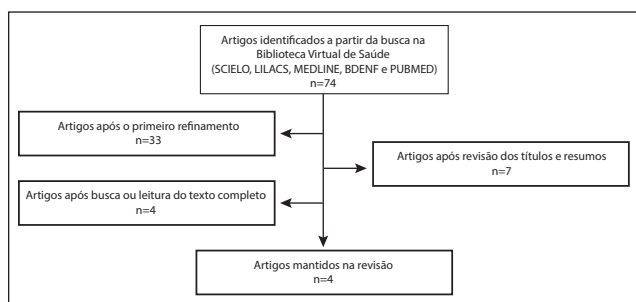 Artigos identificados a partir da busca na
Biblioteca Virtual de Saúde
(SCIELO, LILACS, MEDLINE, BDENF e PUBMED)
n=74
Artigos após o primeiro refinamento
n=33
Artigos após revisão dos títulos e resumos
n=7
Artigos após busca ou leitura do texto completo
n=4
Artigos mantidos na revisão
n=4